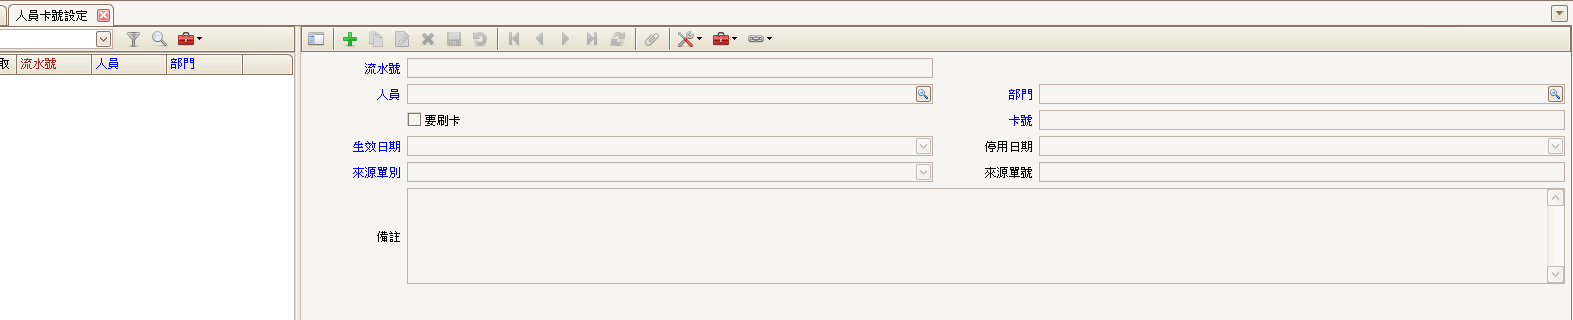 人員卡號設定
取 流水號 人員 部門
流水號
人員 部門
要刷卡 卡號
生效日期 停用日期
來源單別 來源單號
備註